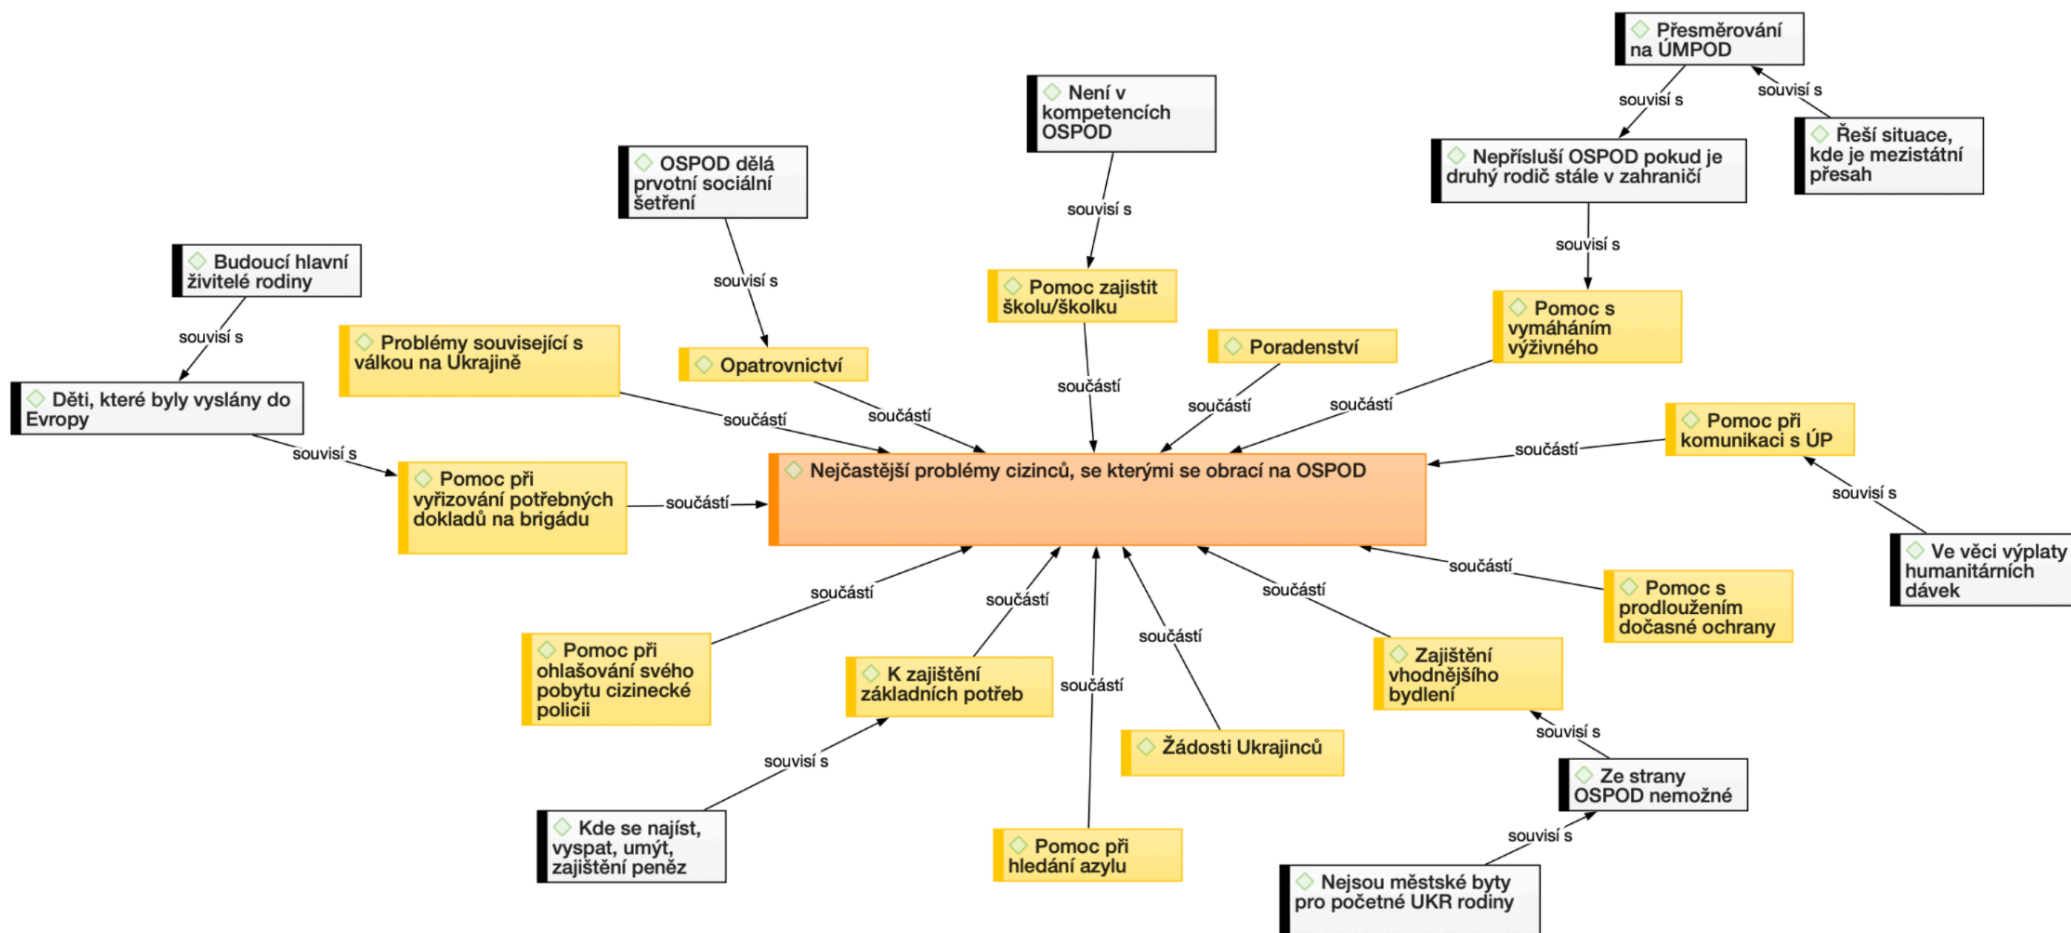 Přesměrování
na ÚMPOD
souvisí s
souvisí s
Není v
kompetencích
OSPOD
Řeší situace,
kde je mezistátní
přesah
Nepřísluší OSPOD pokud je
druhý rodič stále v zahraničí
OSPOD dělá
prvotní sociální
šetření
souvisí s
souvisí s
Budoucí hlavní
živitelé rodiny
souvisí s
Pomoc zajistit
školu/školku
Pomoc s
vymáháním
výživného
souvisí s
Problémy související s
válkou na Ukrajině
Opatrovnictví
Poradenství
součástí
Děti, které byly vyslány do
Evropy
součástí
součástí
součástí
součástí
Pomoc při
komunikaci s ÚP
souvisí s
součástí
Pomoc při
vyřizování potřebných
dokladů na brigádu
součástí
Nejčastější problémy cizinců, se kterými se obrací na OSPOD
souvisí s
Ve věci výplaty
humanitárních
dávek
součástí
součástí
součástí
součástí
Pomoc s
prodloužením
dočasné ochrany
součástí
Pomoc při
ohlašování svého
pobytu cizinecké
policii
K zajištění
základních potřeb
součástí
Zajištění
vhodnějšího
bydlení
Žádosti Ukrajinců
souvisí s
souvisí s
Ze strany
OSPOD nemožné
Kde se najíst,
vyspat, umýt,
zajištění peněz
Pomoc při
hledání azylu
souvisí s
Nejsou městské byty
pro početné UKR rodiny